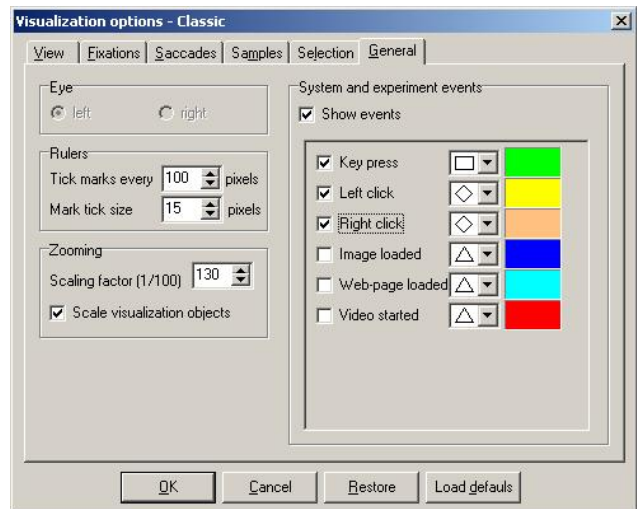 Visualization options - Classic
View Fixations Saccades Samples Selection General
Eye
left right
Rulers
Tick marks every 100 pixels
Mark tick size 15 pixels
Zooming
Scaling factor (1/100) 130
Scale visualization objects
System and experiment events
Show events
Key press
Left click
Right click
Image loaded
Web-page loaded
Video started
OK Cancel Restore Load defauls